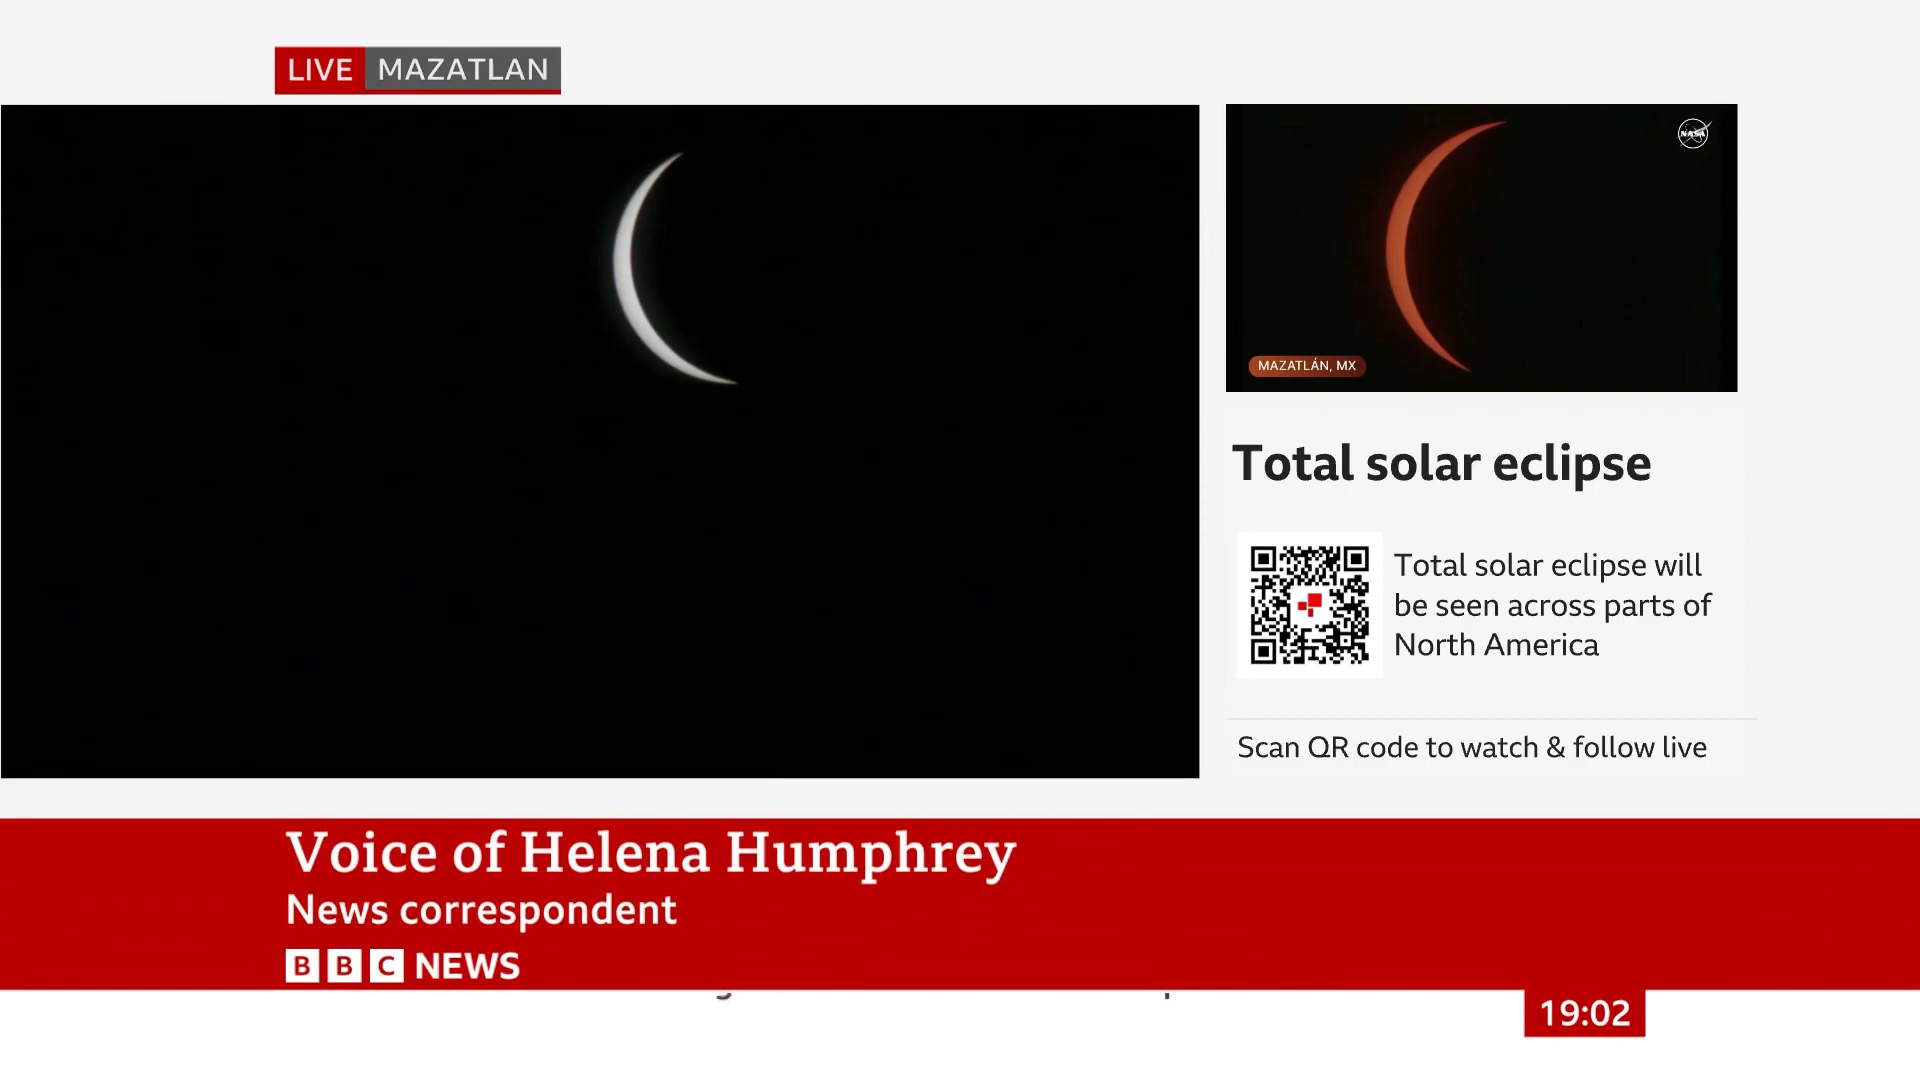 LIVE MAZATLAN
NASA
MAZATLÁN, MX
Total solar eclipse
Total solar eclipse will
be seen across parts of
North America
Scan QR code to watch & follow live
Voice of Helena Humphrey
News correspondent
BBC NEWS
19:02